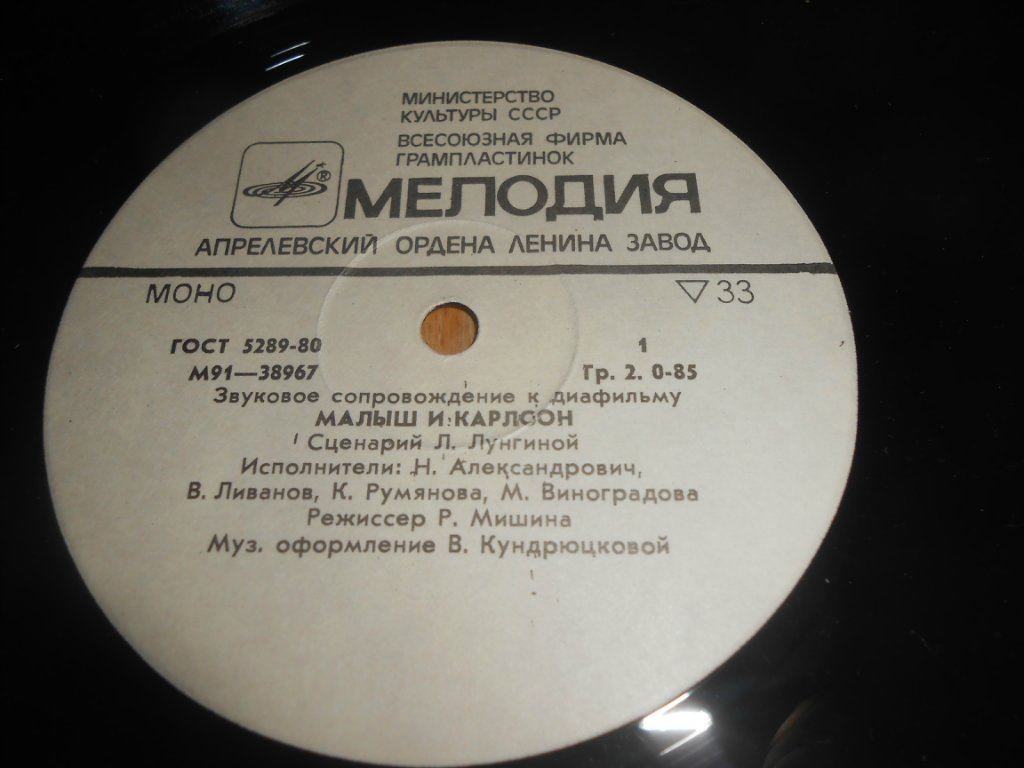 МИНИСТЕРСТВО
КУЛЬТУРЫ СССР
ВСЕСОЮЗНАЯ ФИРМА
ГРАМПЛАСТИНОК
®
МЕЛОДИЯ
АПРЕЛЕВСКИЙ ОРДЕНА ЛЕНИНА ЗАВОД
МОНО ▽33
ГОСТ 5289-80 1
М91—38967 Гр. 2. 0-85
Звуковое сопровождение к диафильму
МАЛЫШ И КАРЛСОН
Сценарий Л. Лунгиной
Исполнители: Н. Александрович,
В. Ливанов, К. Румянова, М. Виноградова
Режиссер Р. Мишина
Муз. оформление В. Кундрюцковой